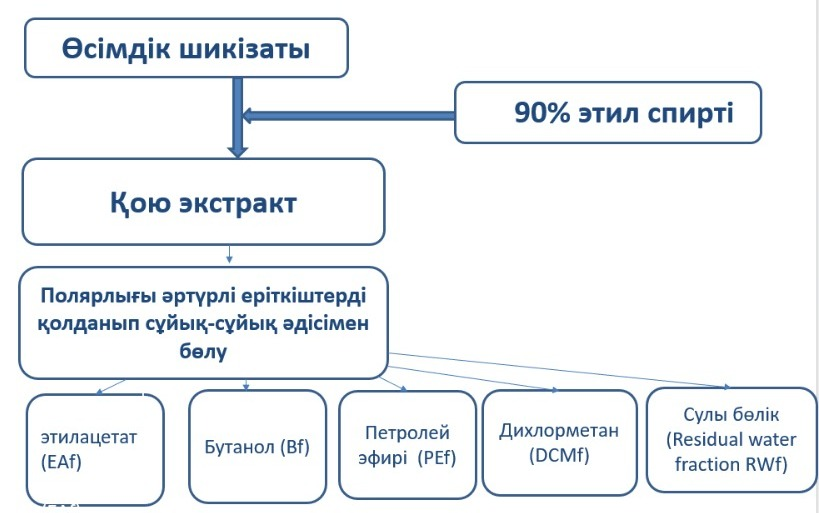 Өсімдік шикізаты
90% этил спирті
Қою экстракт
Полярлығы әртүрлі еріткіштерді
қолданып сұйық-сұйық әдісімен
бөлу
этилацетат
(EAf)
Бутанол (Bf)
Петролей
эфирі (PEf)
Дихлорметан
(DCMf)
Сулы бөлік
(Residual water
fraction RWf)